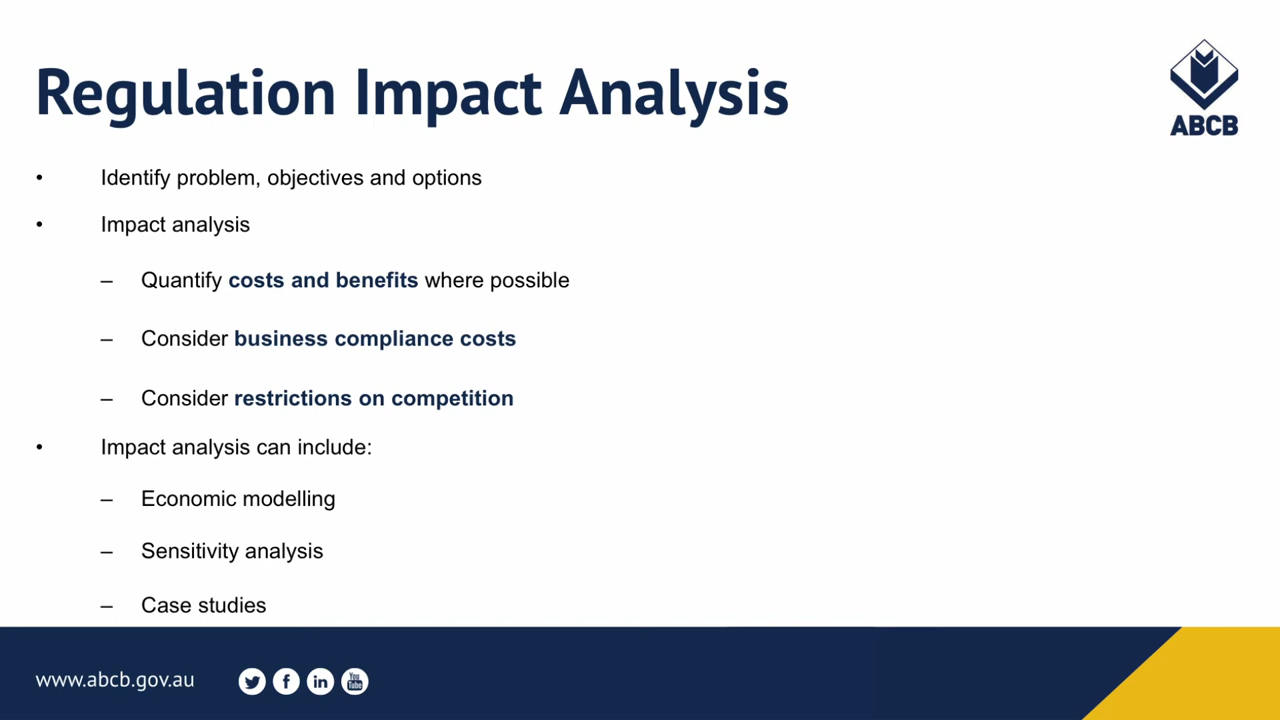 Regulation Impact Analysis
ABCB
• Identify problem, objectives and options
• Impact analysis
– Quantify costs and benefits where possible
– Consider business compliance costs
– Consider restrictions on competition
• Impact analysis can include:
– Economic modelling
– Sensitivity analysis
– Case studies
www.abcb.gov.au
f
in
You
Tube